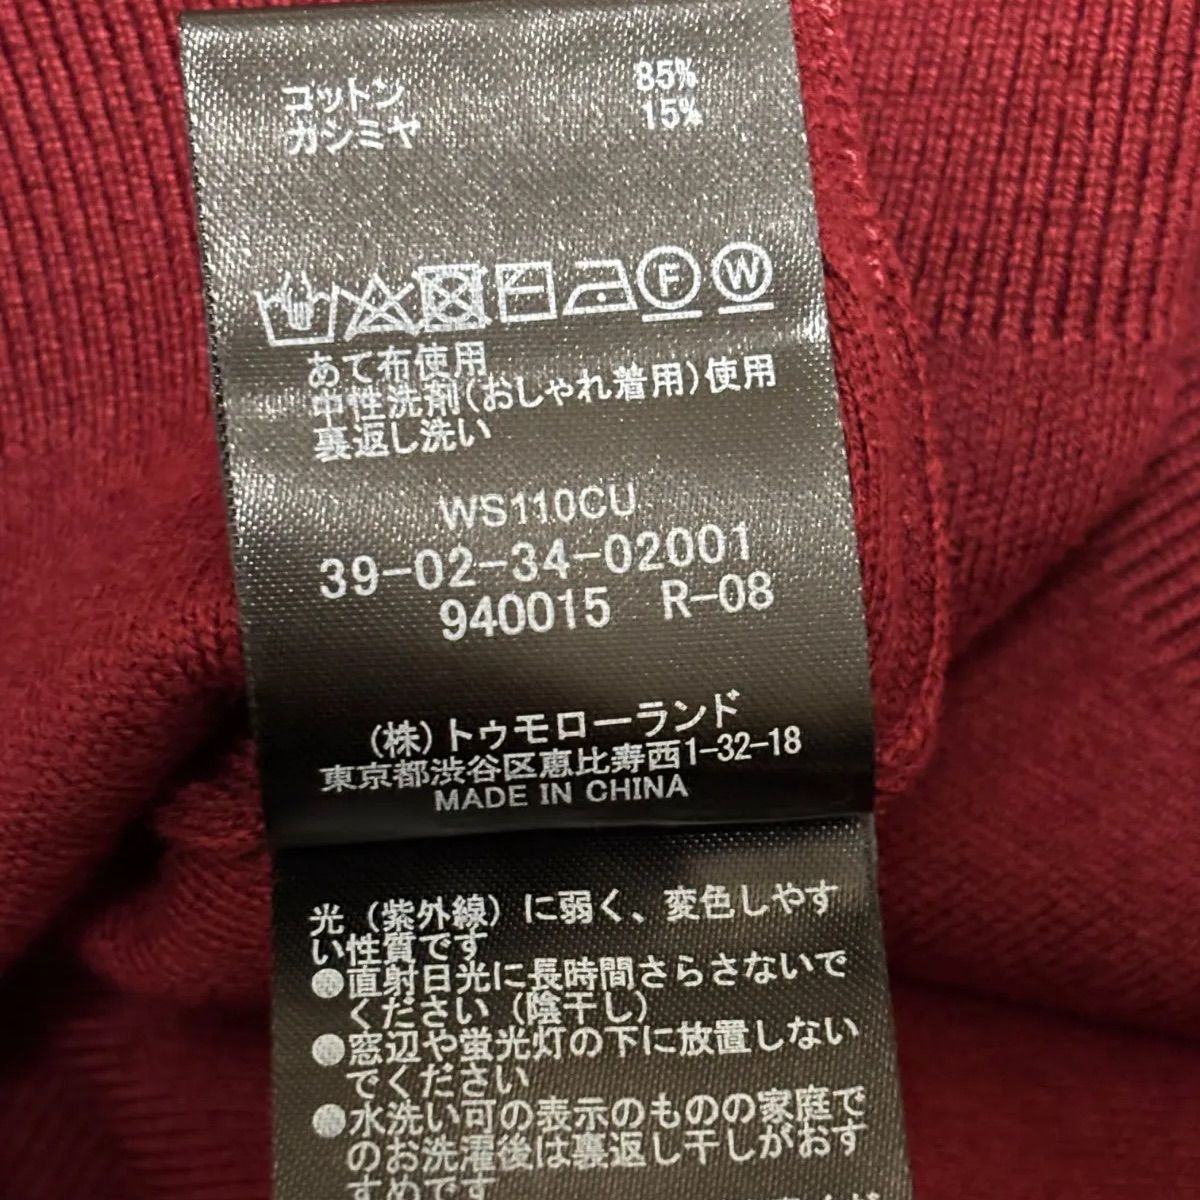 コットン 85%
カシミヤ 15%
F W
あて布使用
中性洗剤(おしゃれ着用)使用
裏返し洗い
WS110CU
39-02-34-02001
940015 R-08
(株)トゥモローランド
東京都渋谷区恵比寿西1-32-18
MADE IN CHINA
光(紫外線)に弱く、変色しやす
い性質です
●直射日光に長時間さらさないで
ください(陰干し)
●窓辺や蛍光灯の下に放置しない
でください
●水洗い可の表示のものの家庭で
のお洗濯後は裏返し干しがおす
すめです